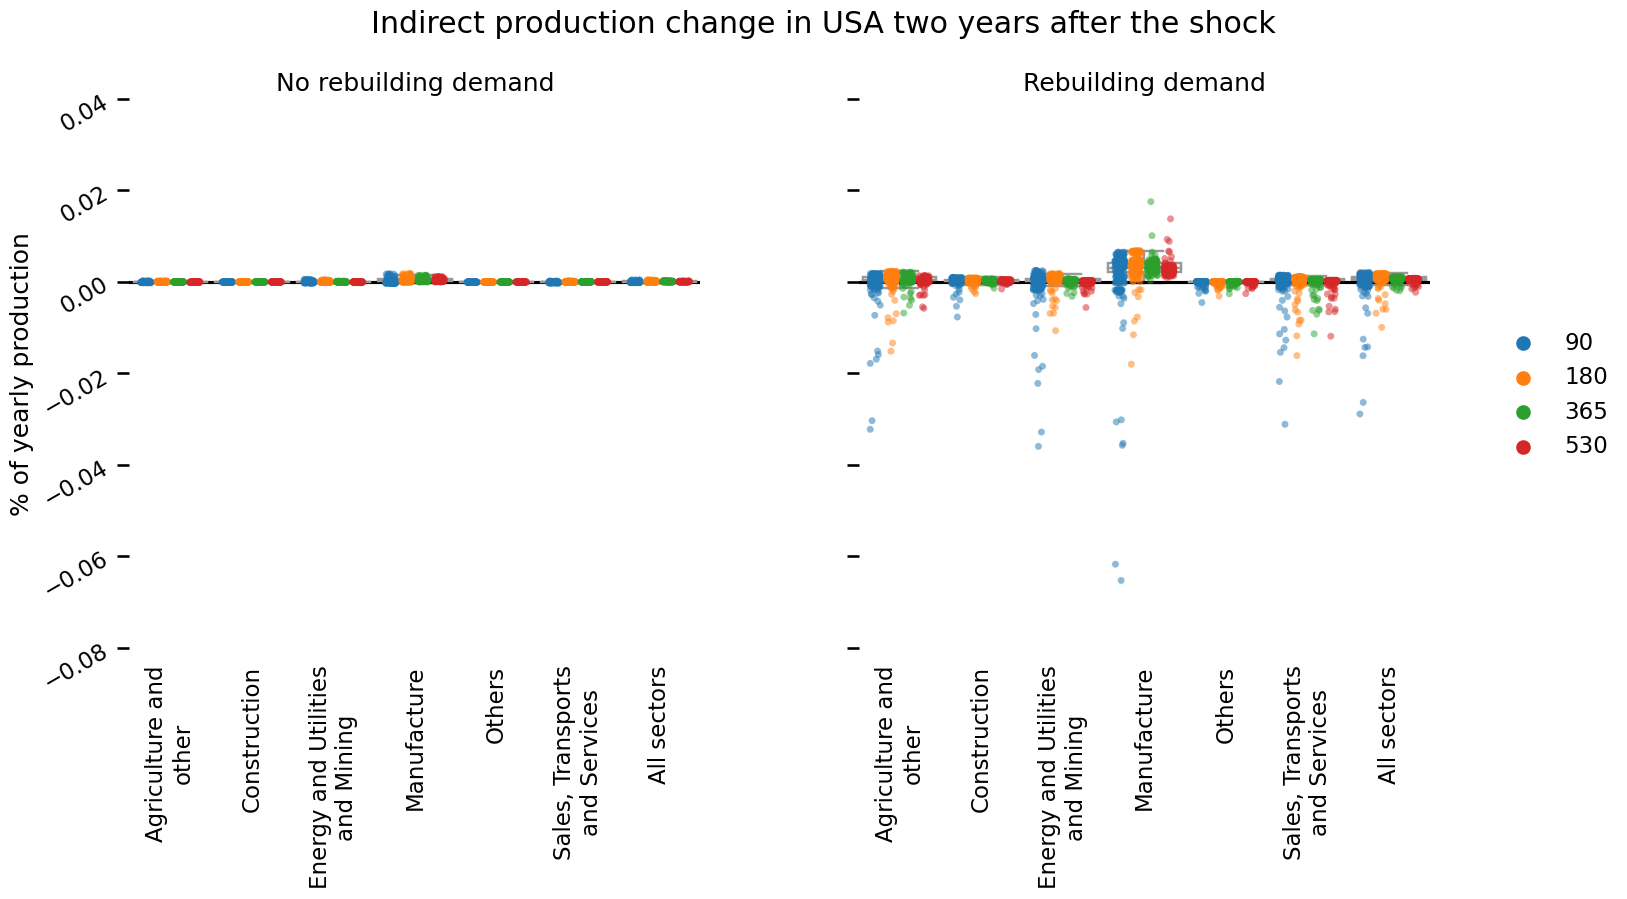 Indirect production change in USA two years after the shock
No rebuilding demand
Rebuilding demand
% of yearly production
0.04
0.02
0.00
−0.02
−0.04
−0.06
−0.08
Agriculture and
other
Construction
Energy and Utilities
and Mining
Manufacture
Others
Sales, Transports
and Services
All sectors
Agriculture and
other
Construction
Energy and Utilities
and Mining
Manufacture
Others
Sales, Transports
and Services
All sectors
90
180
365
530